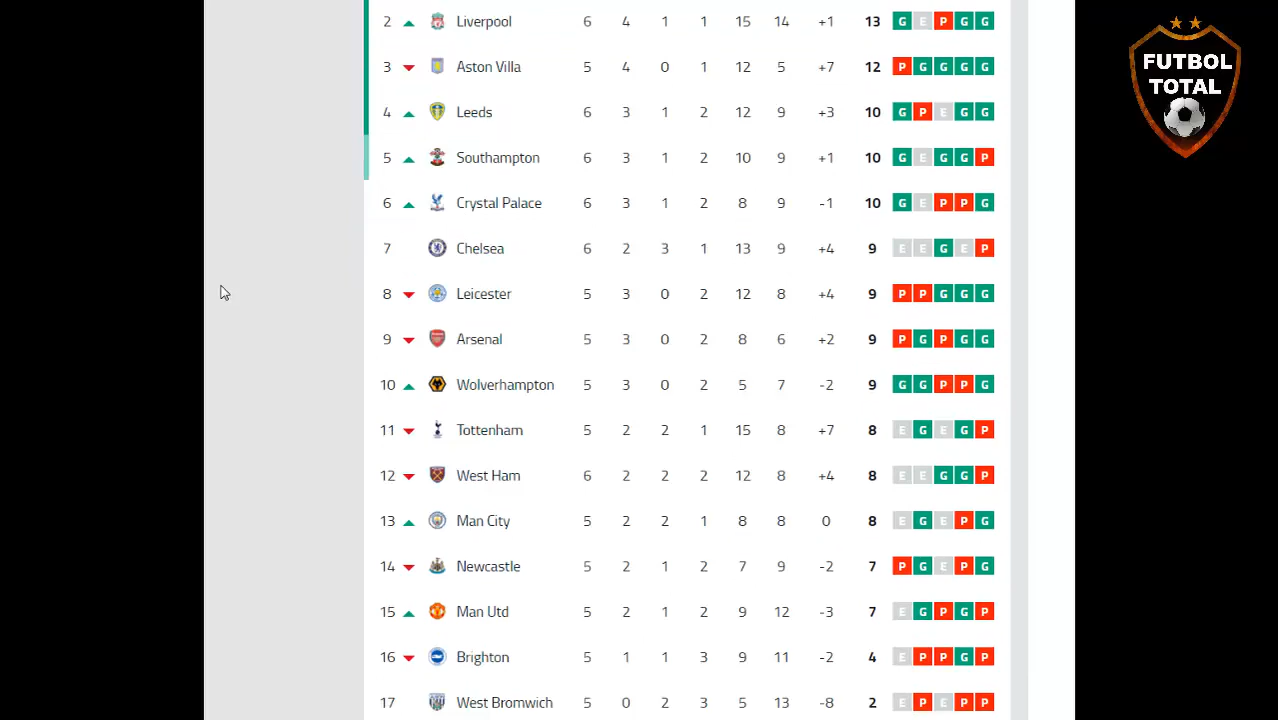 2 Liverpool 6 4 1 1 15 14 +1 13 G E P G G
3 Aston Villa 5 4 0 1 12 5 +7 12 P G G G G
4 Leeds 6 3 1 2 12 9 +3 10 G P E G G
5 Southampton 6 3 1 2 10 9 +1 10 G E G G P
6 Crystal Palace 6 3 1 2 8 9 -1 10 G E P P G
7 Chelsea 6 2 3 1 13 9 +4 9 E E G E P
8 Leicester 5 3 0 2 12 8 +4 9 P P G G G
9 Arsenal 5 3 0 2 8 6 +2 9 P G P G G
10 Wolverhampton 5 3 0 2 5 7 -2 9 G G P P G
11 Tottenham 5 2 2 1 15 8 +7 8 E G E G P
12 West Ham 6 2 2 2 12 8 +4 8 E E G G P
13 Man City 5 2 2 1 8 8 0 8 E G E P G
14 Newcastle 5 2 1 2 7 9 -2 7 P G E P G
15 Man Utd 5 2 1 2 9 12 -3 7 E G P G P
16 Brighton 5 1 1 3 9 11 -2 4 E P P G P
17 West Bromwich 5 0 2 3 5 13 -8 2 E P E P P
FUTBOL
TOTAL